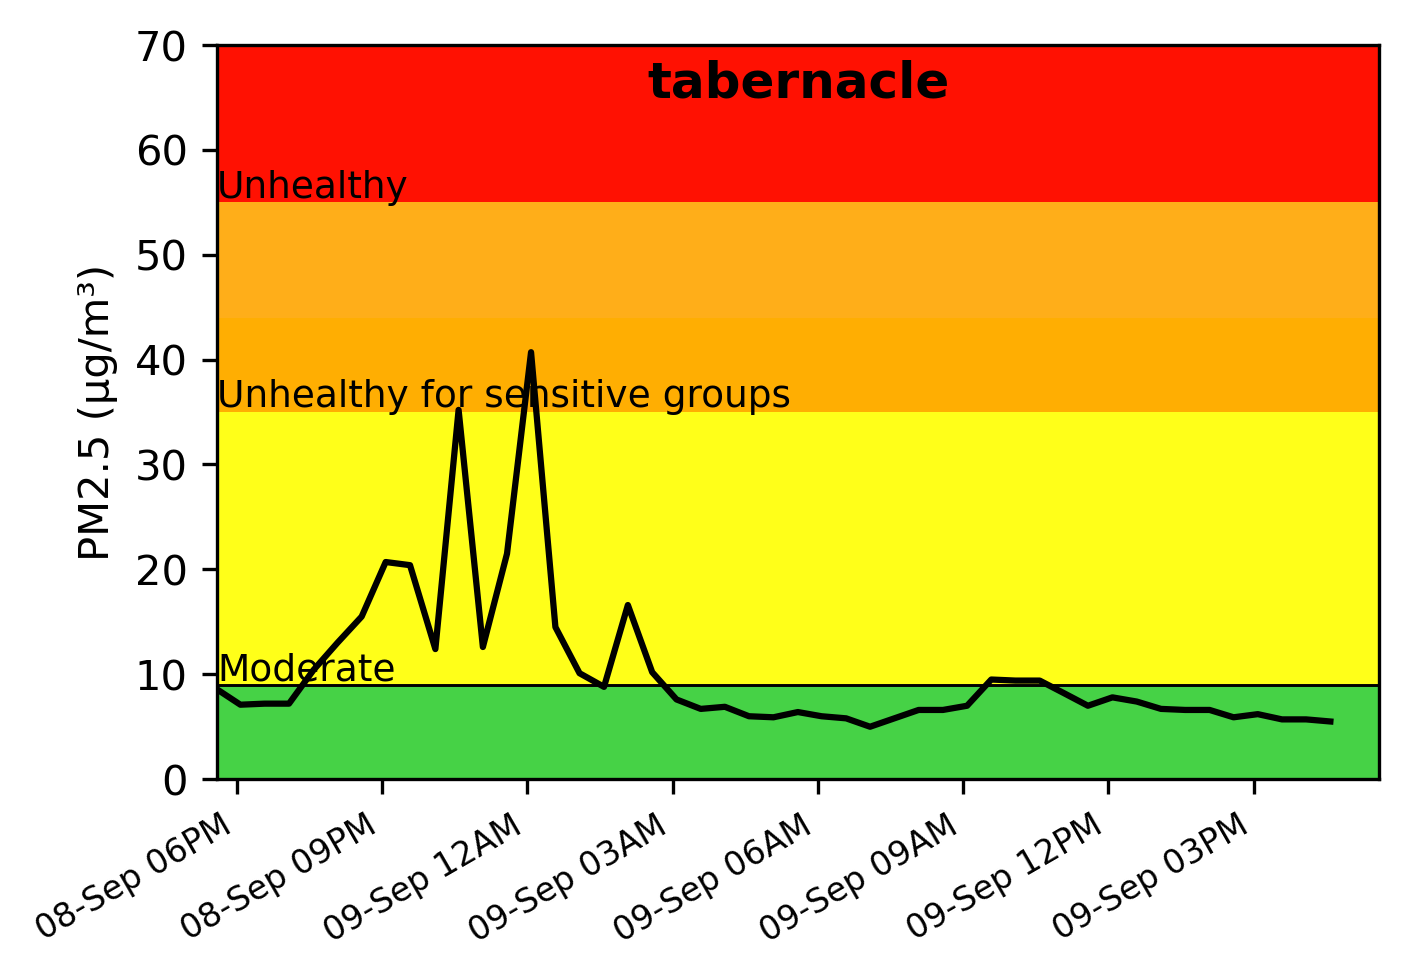 tabernacle
70
60
Unhealthy
50
40
Unhealthy for sensitive groups
30
20
Moderate
10
0
PM2.5 (µg/m³)
08-Sep 06PM
08-Sep 09PM
09-Sep 12AM
09-Sep 03AM
09-Sep 06AM
09-Sep 09AM
09-Sep 12PM
09-Sep 03PM